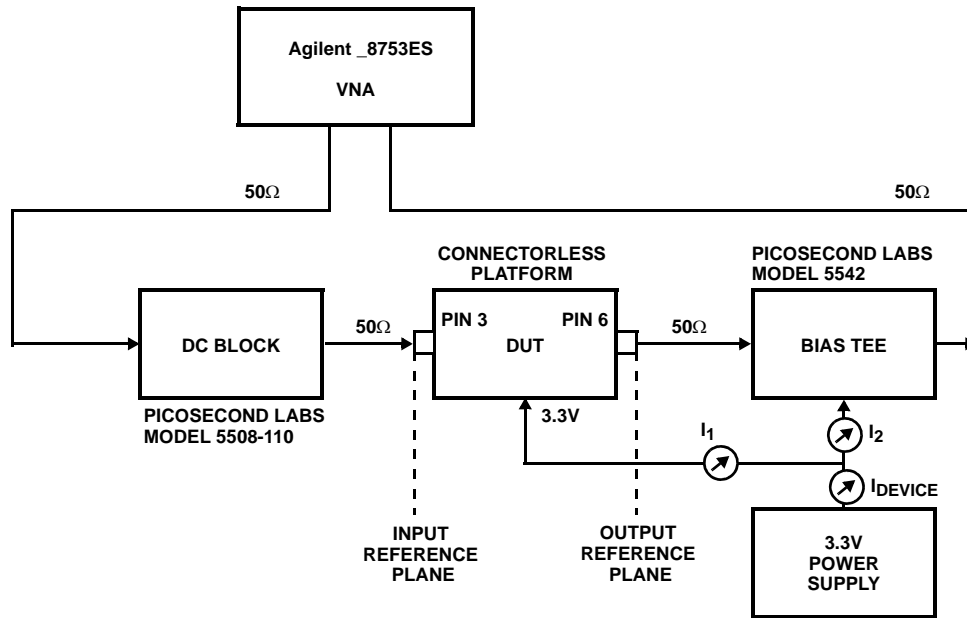 Agilent _8753ES
VNA
50Ω
50Ω
CONNECTORLESS
PLATFORM
PICOSECOND LABS
MODEL 5542
DC BLOCK
50Ω
PIN 3
PIN 6
DUT
50Ω
BIAS TEE
PICOSECOND LABS
MODEL 5508-110
3.3V
I1
I2
IDEVICE
INPUT
REFERENCE
PLANE
OUTPUT
REFERENCE
PLANE
3.3V
POWER
SUPPLY